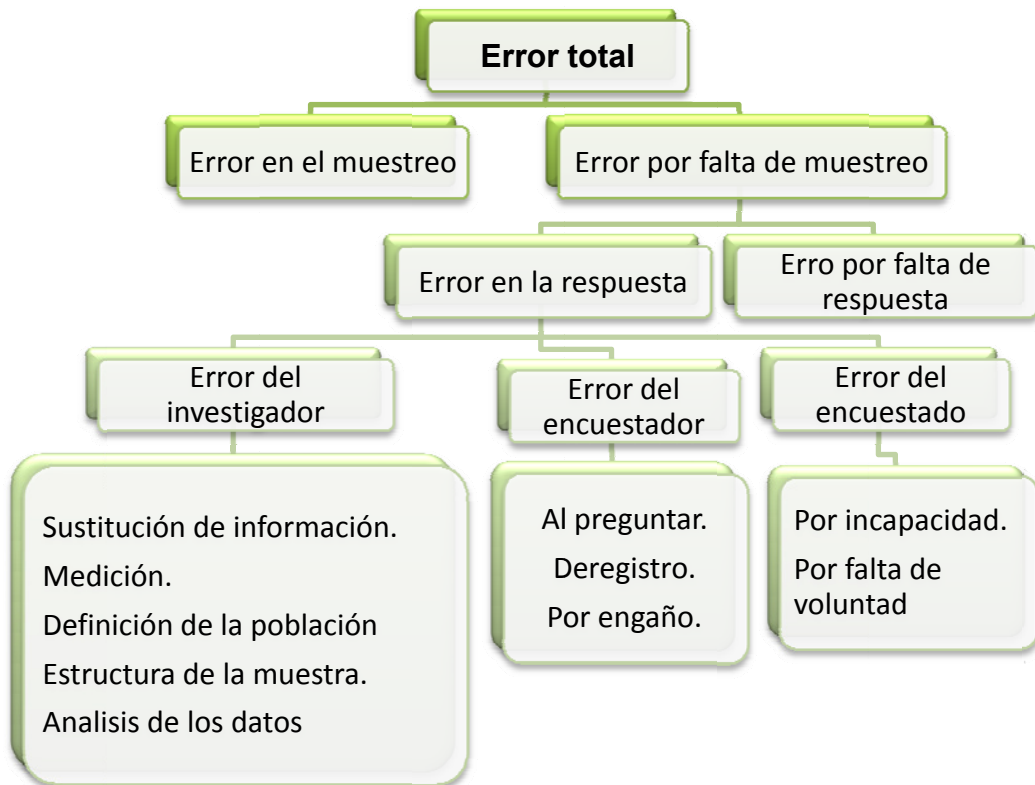 Error total
Error en el muestreo
Error por falta de muestreo
Error en la respuesta
Erro por falta de
respuesta
Error del
investigador
Error del
encuestador
Error del
encuestado
Sustitución de información.
Medición.
Definición de la población
Estructura de la muestra.
Analisis de los datos
Al preguntar.
Deregistro.
Por engaño.
Por incapacidad.
Por falta de
voluntad